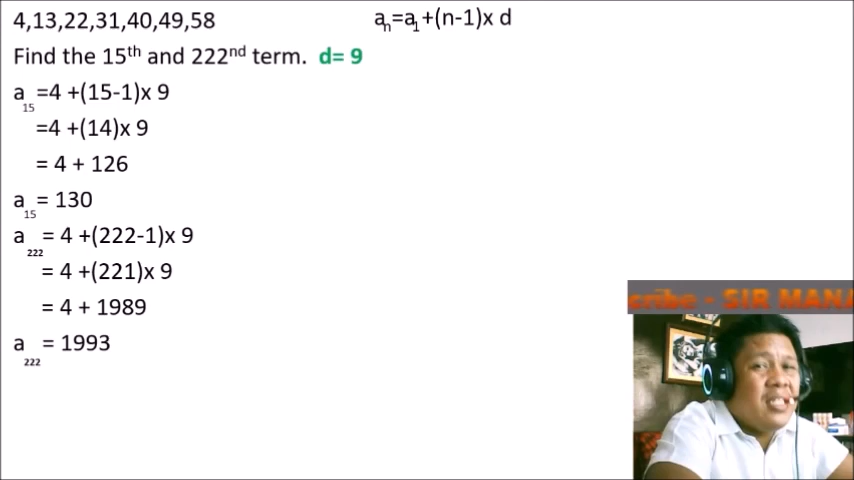 4,13,22,31,40,49,58
aₙ=a₁+(n-1)x d
Find the 15ᵗʰ and 222ⁿᵈ term. d= 9
a₁₅=4 +(15-1)x 9
=4 +(14)x 9
= 4 + 126
a₁₅= 130
a₂₂₂= 4 +(222-1)x 9
= 4 +(221)x 9
= 4 + 1989
a₂₂₂= 1993
- SIR